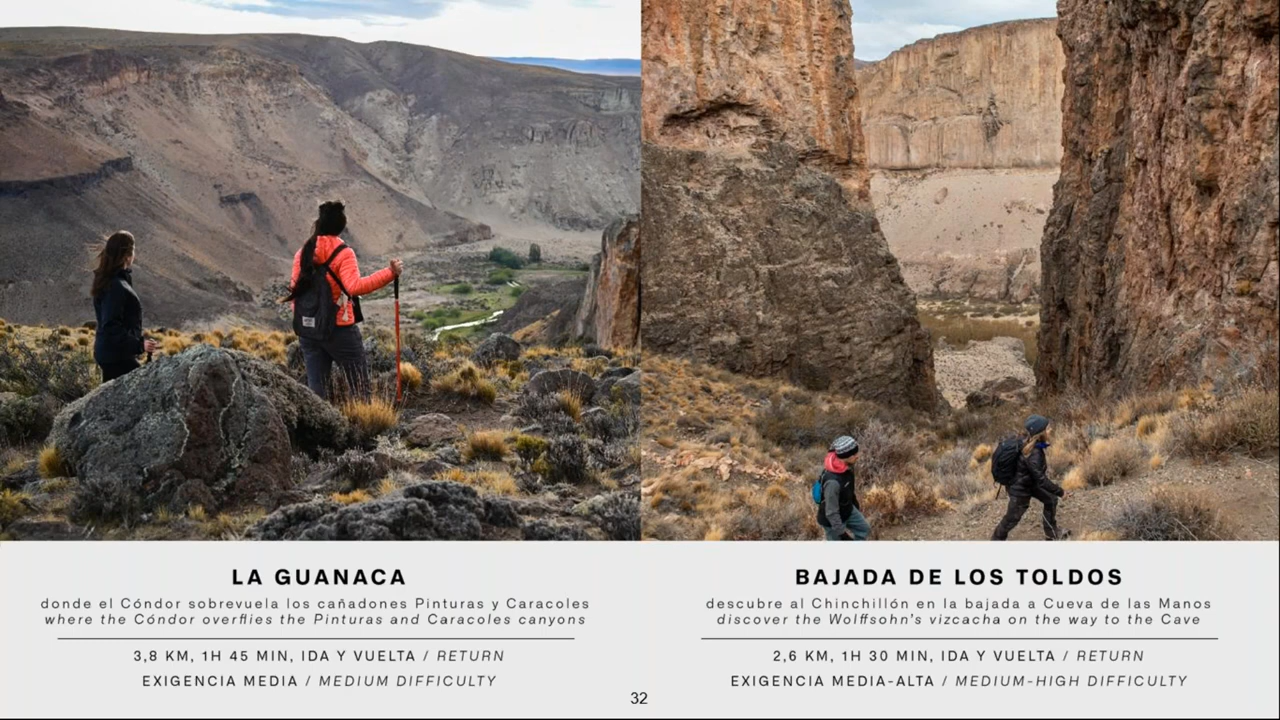 LA GUANACA
donde el Cóndor sobrevuela los cañadones Pinturas y Caracoles
where the Cóndor overflies the Pinturas and Caracoles canyons
3,8 KM, 1H 45 MIN, IDA Y VUELTA / RETURN
EXIGENCIA MEDIA / MEDIUM DIFFICULTY
BAJADA DE LOS TOLDOS
descubre al Chinchillón en la bajada a Cueva de las Manos
discover the Wolffsohn's vizcacha on the way to the Cave
2,6 KM, 1H 30 MIN, IDA Y VUELTA / RETURN
EXIGENCIA MEDIA-ALTA / MEDIUM-HIGH DIFFICULTY
32